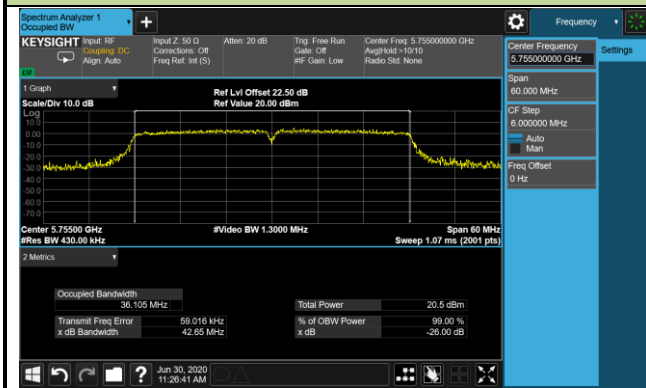 Spectrum Analyzer 1
Occupied BW
Frequency
KEYSIGHT
Input: RF
Coupling: DC
Align: Auto
Input Z: 50 Ω
Corrections: Off
Freq Ref: Int (S)
Atten: 20 dB
Trig: Free Run
Gate: Off
#IF Gain: Low
Center Freq: 5.755000000 GHz
Avg|Hold:>10/10
Radio Std: None
Center Frequency
5.755000000 GHz
Settings
Span
60.000 MHz
CF Step
6.000000 MHz
Auto
Man
Freq Offset
0 Hz
1 Graph
Scale/Div 10.0 dB
Ref Lvl Offset 22.50 dB
Ref Value 20.00 dBm
Log
10.0
0.00
-10.0
-20.0
-30.0
-40.0
-50.0
-60.0
-70.0
Center 5.75500 GHz
#Res BW 430.00 kHz
#Video BW 1.3000 MHz
Span 60 MHz
Sweep 1.07 ms (2001 pts)
2 Metrics
Occupied Bandwidth
36.105 MHz
Total Power 20.5 dBm
Transmit Freq Error 59.016 kHz
% of OBW Power 99.00 %
x dB Bandwidth 42.65 MHz
x dB -26.00 dB
?
Jun 30, 2020
11:26:41 AM